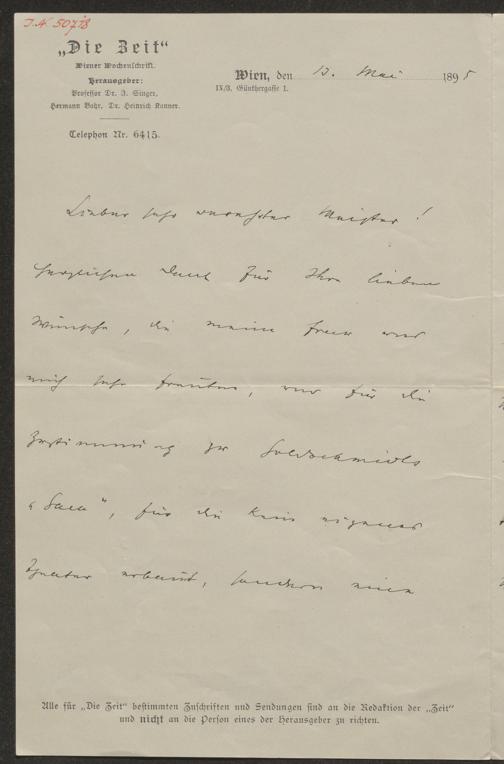 J. N. 50718
„Die Zeit“
Wiener Wochenschrift.
Herausgeber:
Professor Dr. I. Singer,
Hermann Bahr, Dr. Heinrich Kanner.
Telephon Nr. 6415.
Wien, den 13. Mai 1895
IX/3, Günthergasse 1.
Lieber sehr verehrter Meister!
Herzlichen Dank für Ihre lieben
Wünsche, die meine Frau und
mich sehr freuten, und für die
Zustimmung zu Goldschmidts
„Gaea“, für die kein eigenes
Theater erbaut, sondern eine
Alle für „Die Zeit“ bestimmten Zuschriften und Sendungen sind an die Redaktion der „Zeit“
und nicht an die Person eines der Herausgeber zu richten.